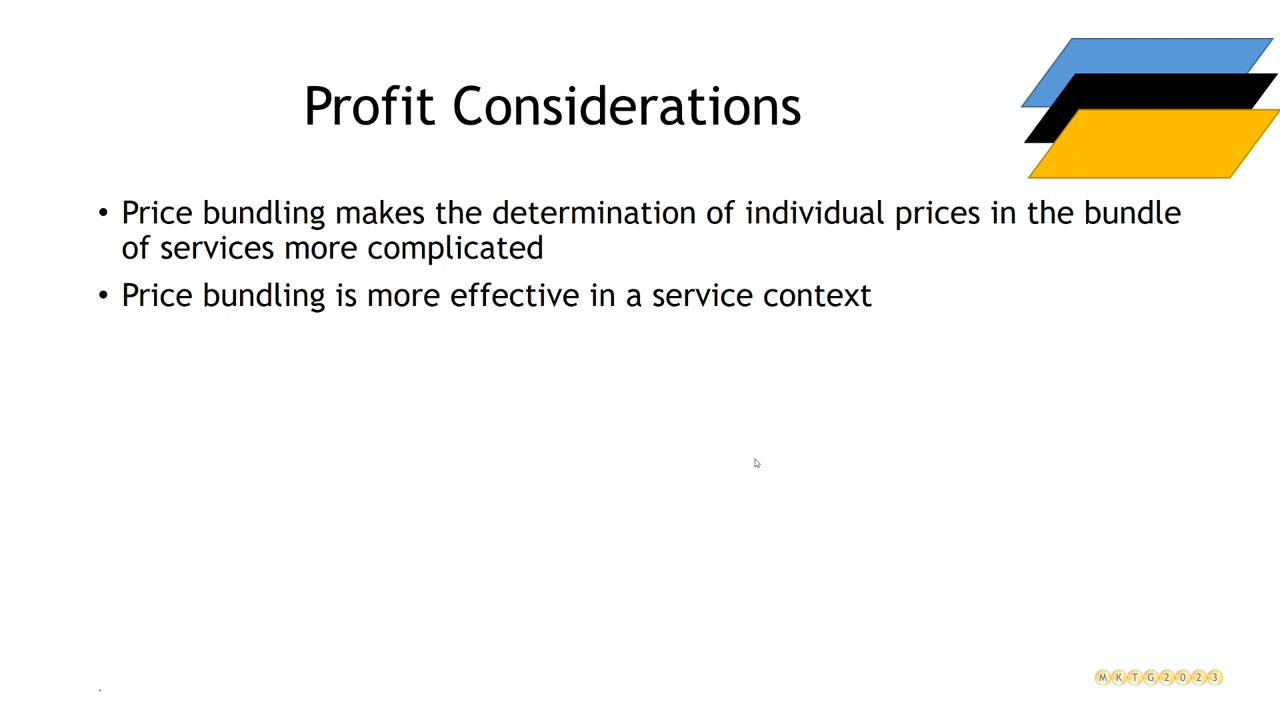 Profit Considerations
• Price bundling makes the determination of individual prices in the bundle
of services more complicated
• Price bundling is more effective in a service context
.
MKTG2023